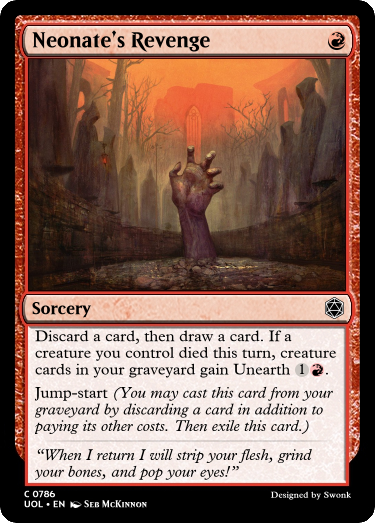 Neonate's Revenge
Sorcery
Discard a card, then draw a card. If a
creature you control died this turn, creature
cards in your graveyard gain Unearth 1.
Jump-start (You may cast this card from your
graveyard by discarding a card in addition to
paying its other costs. Then exile this card.)
"When I return I will strip your flesh, grind
your bones, and pop your eyes!"
C 0786
UOL • EN Seb McKinnon
Designed by Swonk